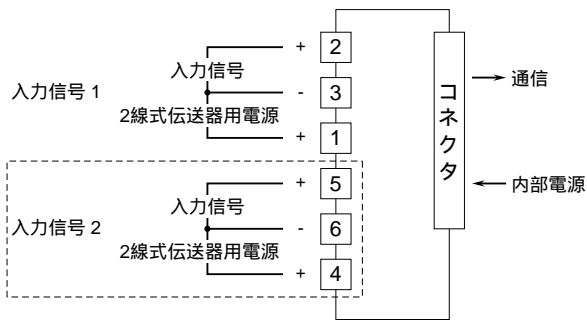 + 2
入力信号
入力信号 1
- 3
2線式伝送器用電源
+ 1
+ 5
入力信号
入力信号 2
- 6
2線式伝送器用電源
+ 4
コネクタ
通信
内部電源